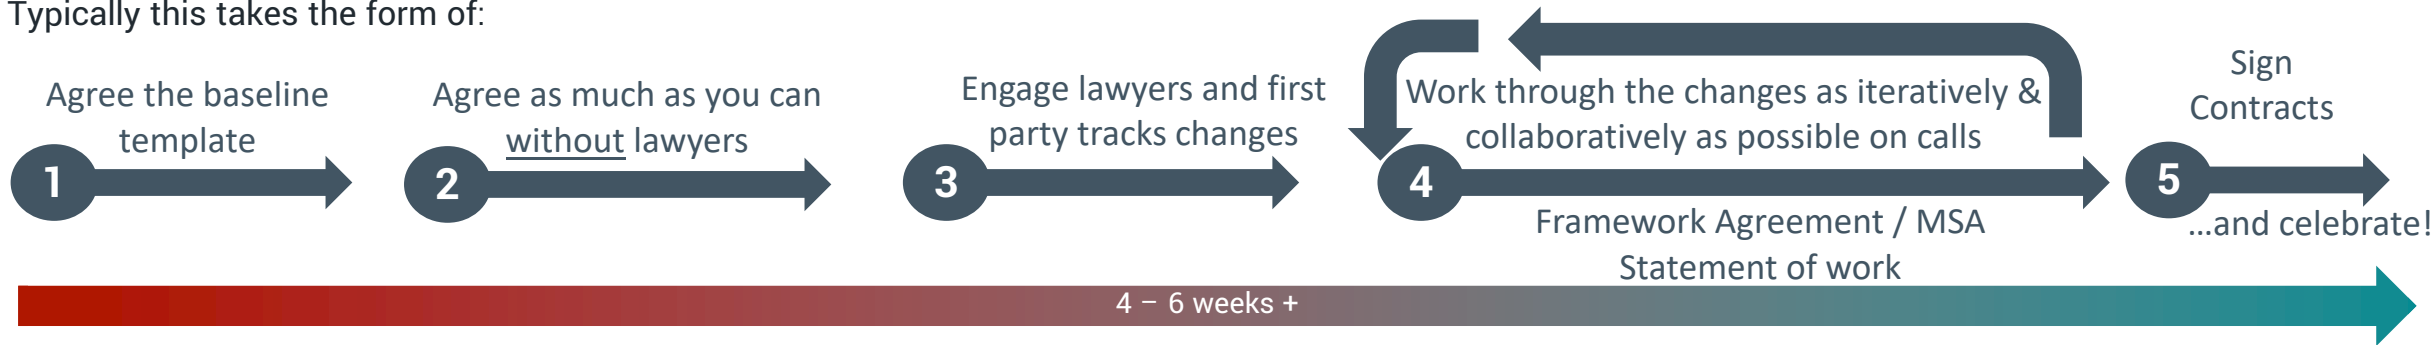 Typically this takes the form of:
1
Agree the baseline
template
2
Agree as much as you can
without lawyers
3
Engage lawyers and first
party tracks changes
4
Work through the changes as iteratively &
collaboratively as possible on calls
Framework Agreement / MSA
Statement of work
5
Sign
Contracts
...and celebrate!
4 – 6 weeks +